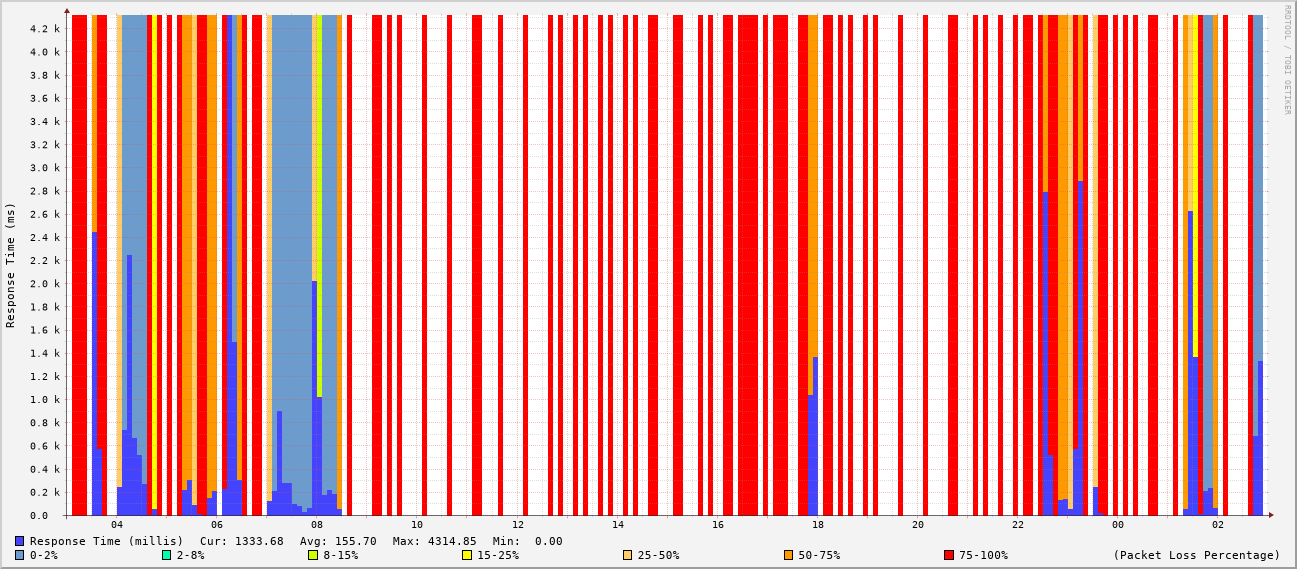 RRDTOOL / TOBI OETIKER
Response Time (ms)
4.2 k
4.0 k
3.8 k
3.6 k
3.4 k
3.2 k
3.0 k
2.8 k
2.6 k
2.4 k
2.2 k
2.0 k
1.8 k
1.6 k
1.4 k
1.2 k
1.0 k
0.8 k
0.6 k
0.4 k
0.2 k
0.0
04 06 08 10 12 14 16 18 20 22 00 02
Response Time (millis) Cur: 1333.68 Avg: 155.70 Max: 4314.85 Min: 0.00
0-2% 2-8% 8-15% 15-25% 25-50% 50-75% 75-100% (Packet Loss Percentage)